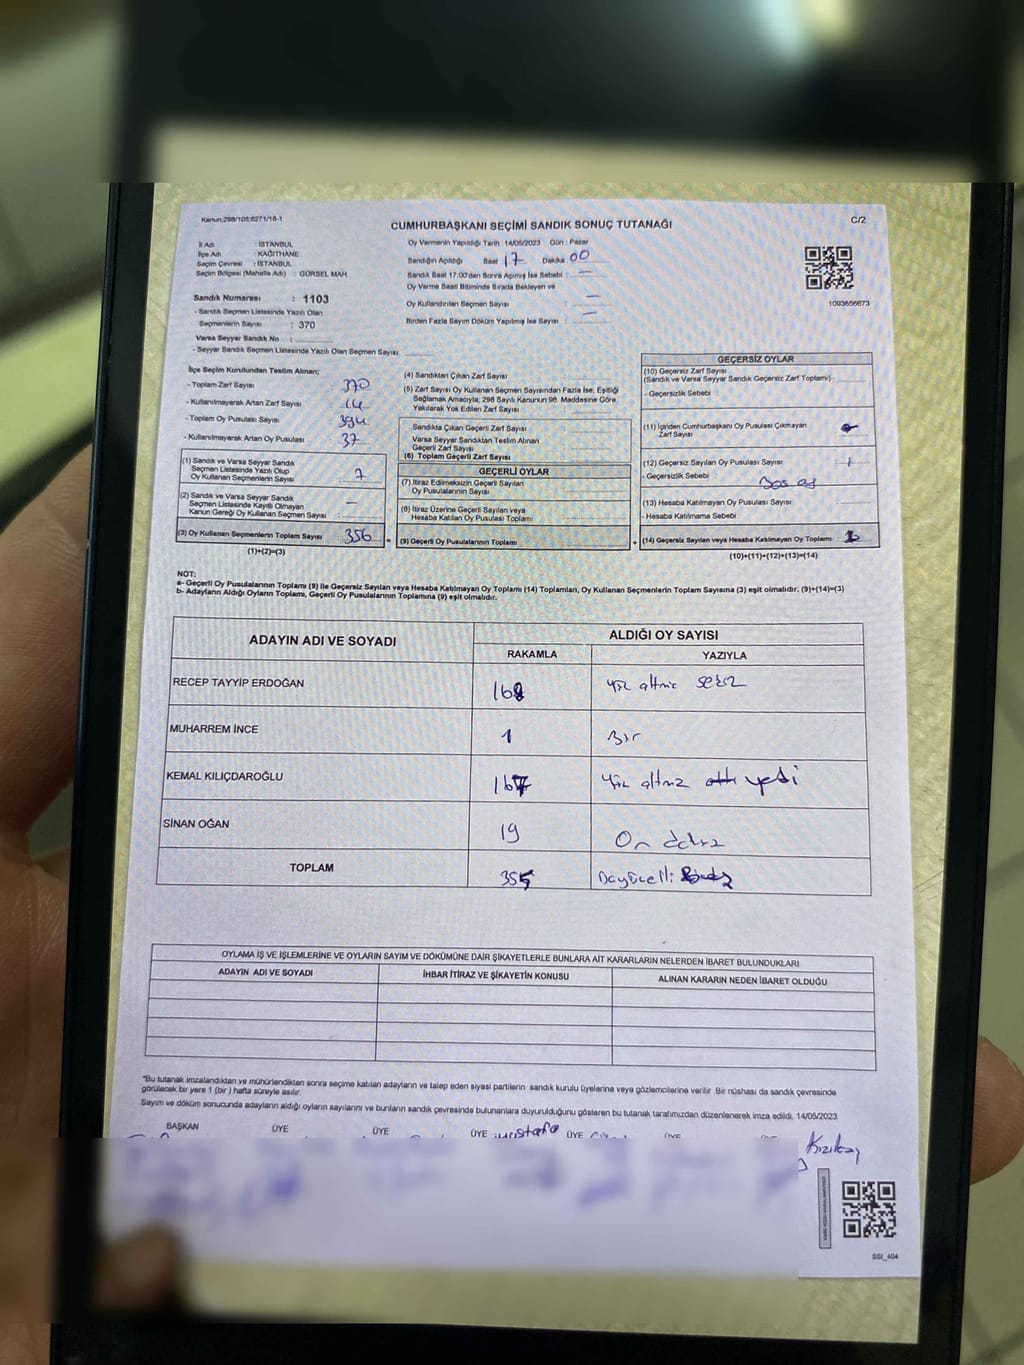 Kanun:298/105;6271/18-1
C/2
CUMHURBAŞKANI SEÇİMİ SANDIK SONUÇ TUTANAĞI
İl Adı : İSTANBUL
İlçe Adı : KAĞITHANE
Seçim Çevresi : İSTANBUL
Seçim Bölgesi (Mahalle Adı) : GÜRSEL MAH.
Sandık Numarası : 1103
- Sandık Seçmen Listesinde Yazılı Olan
Seçmenlerin Sayısı : 370
Varsa Seyyar Sandık No :
- Seyyar Sandık Seçmen Listesinde Yazılı Olan Seçmen Sayısı:
Oy Vermenin Yapıldığı Tarih : 14/05/2023 Gün : Pazar
Sandığın Açıldığı Saat 17 Dakika 00
Sandık Saat 17:00'den Sonra Açılmış İse Sebebi : —
Oy Verme Saati Bitiminde Sırada Bekleyen ve
Oy Kullandırılan Seçmen Sayısı : —
Birden Fazla Sayım Döküm Yapılmış İse Sayısı : —
1093656673
İlçe Seçim Kurulundan Teslim Alınan;
- Toplam Zarf Sayısı : 370
- Kullanılmayarak Artan Zarf Sayısı : 14
- Toplam Oy Pusulası Sayısı : 394
- Kullanılmayarak Artan Oy Pusulası : 37
(1) Sandık ve Varsa Seyyar Sandık
Seçmen Listesinde Yazılı Olup
Oy Kullanan Seçmenlerin Sayısı :
(2) Sandık ve Varsa Seyyar Sandık
Seçmen Listesinde Kayıtlı Olmayan
Kanun Gereği Oy Kullanan Seçmen Sayısı : —
(3) Oy Kullanan Seçmenlerin Toplam Sayısı : 356
(1)+(2)=(3)
(4) Sandıktan Çıkan Zarf Sayısı :
(5) Zarf Sayısı Oy Kullanan Seçmen Sayısından Fazla İse, Eşitliği
Sağlamak Amacıyla, 298 Sayılı Kanunun 98. Maddesine Göre
Yakılarak Yok Edilen Zarf Sayısı :
Sandıkta Çıkan Geçerli Zarf Sayısı :
Varsa Seyyar Sandıktan Teslim Alınan
Geçerli Zarf Sayısı :
(6) Toplam Geçerli Zarf Sayısı :
GEÇERLİ OYLAR
(7) İtiraz Edilmeksizin Geçerli Sayılan
Oy Pusulalarının Sayısı :
(8) İtiraz Üzerine Geçerli Sayılan veya
Hesaba Katılan Oy Pusulası Toplamı :
= (9) Geçerli Oy Pusulalarının Toplamı : +
GEÇERSİZ OYLAR
(10) Geçersiz Zarf Sayısı
(Sandık ve Varsa Seyyar Sandık Geçersiz Zarf Toplamı) :
- Geçersizlik Sebebi
(11) İçinden Cumhurbaşkanı Oy Pusulası Çıkmayan
Zarf Sayısı :
(12) Geçersiz Sayılan Oy Pusulası Sayısı : 1
- Geçersizlik Sebebi : Boş oy
(13) Hesaba Katılmayan Oy Pusulası Sayısı :
- Hesaba Katılmama Sebebi :
(14) Geçersiz Sayılan veya Hesaba Katılmayan Oy Toplamı :
(10)+(11)+(12)+(13)=(14)
NOT:
a- Geçerli Oy Pusulalarının Toplamı (9) ile Geçersiz Sayılan veya Hesaba Katılmayan Oy Toplamı (14) Toplamları, Oy Kullanan Seçmenlerin Toplam Sayısına (3) eşit olmalıdır. (9)+(14)=(3)
b- Adayların Aldığı Oyların Toplamı, Geçerli Oy Pusulalarının Toplamına (9) eşit olmalıdır.
ADAYIN ADI VE SOYADI
ALDIĞI OY SAYISI
RAKAMLA YAZIYLA
RECEP TAYYİP ERDOĞAN 168 Yüz altmız sekiz
MUHARREM İNCE 1 Bir
KEMAL KILIÇDAROĞLU 167 Yüz altmız altı yedi
SİNAN OĞAN 19 On dokuz
TOPLAM 355
OYLAMA İŞ VE İŞLEMLERİNE VE OYLARIN SAYIM VE DÖKÜMÜNE DAİR ŞİKAYETLERLE BUNLARA AİT KARARLARIN NELERDEN İBARET BULUNDUKLARI
ADAYIN ADI VE SOYADI İHBAR İTİRAZ VE ŞİKAYETİN KONUSU ALINAN KARARIN NEDEN İBARET OLDUĞU
"Bu tutanak imzalandıktan ve mühürlendikten sonra seçime katılan adayların ve talep eden siyasi partilerin sandık kurulu üyelerine veya gözlemcilerine verilir. Bir nüshası da sandık çevresinde
görülecek bir yere 1 (bir) hafta süreyle asılır.
Sayım ve döküm sonucunda adayların aldığı oyların sayılarını ve bunların sandık çevresinde bulunanlara duyurulduğunu gösteren bu tutanak tarafımızdan düzenlenerek imza edildi. 14/05/2023
BAŞKAN ÜYE ÜYE ÜYE mustafa ÜYE ÜYE
Kızılay
SSI_404